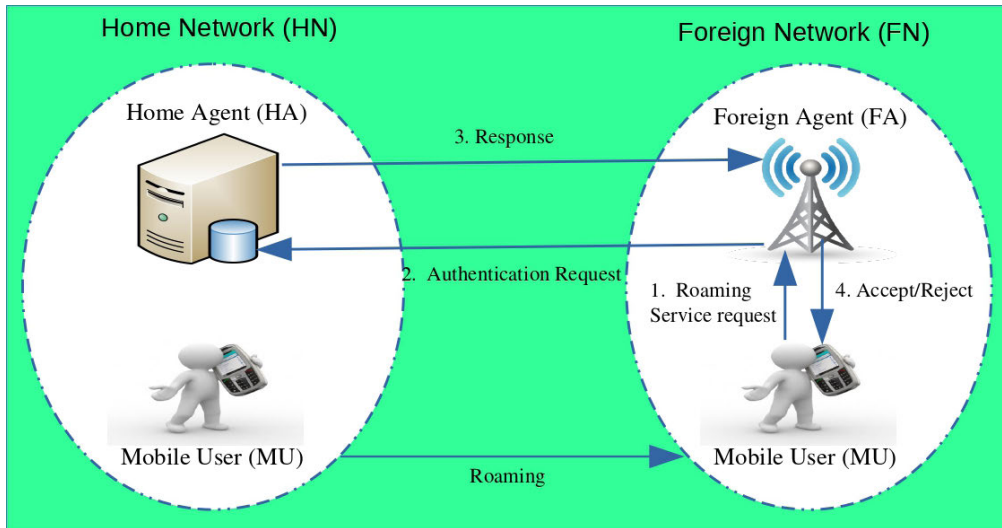 Home Network (HN)
Foreign Network (FN)
Home Agent (HA)
Foreign Agent (FA)
3. Response
2. Authentication Request
1. Roaming
Service request
4. Accept/Reject
Mobile User (MU)
Mobile User (MU)
Roaming